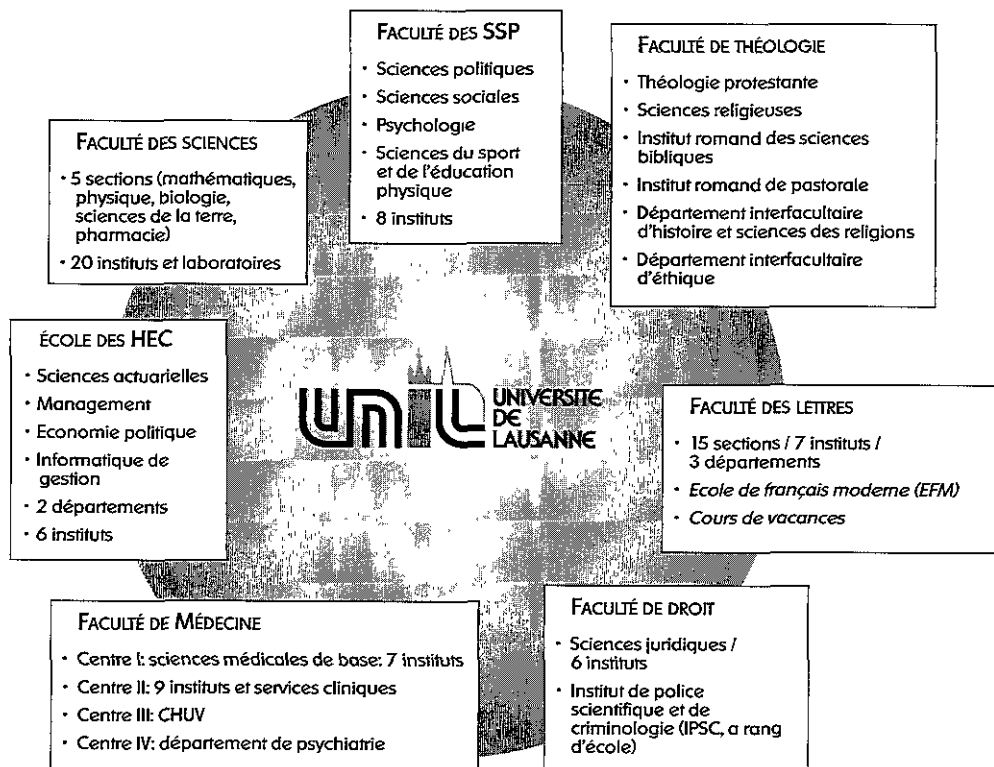 FACULTÉ DES SSP
· Sciences politiques
· Sciences sociales
· Psychologie
· Sciences du sport
et de l'éducation
physique
· 8 instituts
FACULTÉ DE THÉOLOGIE
· Théologie protestante
· Sciences religieuses
· Institut romand des sciences
bibliques
· Institut romand de pastorale
· Département interfacultaire
d'histoire et sciences des religions
· Département interfacultaire
d'éthique
FACULTÉ DES SCIENCES
· 5 sections (mathématiques,
physique, biologie,
sciences de la terre,
pharmacie)
· 20 instituts et laboratoires
ÉCOLE DES HEC
· Sciences actuarielles
· Management
· Economie politique
· Informatique de
gestion
· 2 départements
· 6 instituts
UNIL
UNIVERSITE
DE
LAUSANNE
FACULTÉ DES LETTRES
· 15 sections / 7 instituts /
3 départements
· Ecole de français moderne (EFM)
· Cours de vacances
FACULTÉ DE MÉDECINE
· Centre I: sciences médicales de base: 7 instituts
· Centre II: 9 instituts et services cliniques
· Centre III: CHUV
· Centre IV: département de psychiatrie
FACULTÉ DE DROIT
· Sciences juridiques /
6 instituts
· Institut de police
scientifique et de
criminologie (IPSC, a rang
d'école)